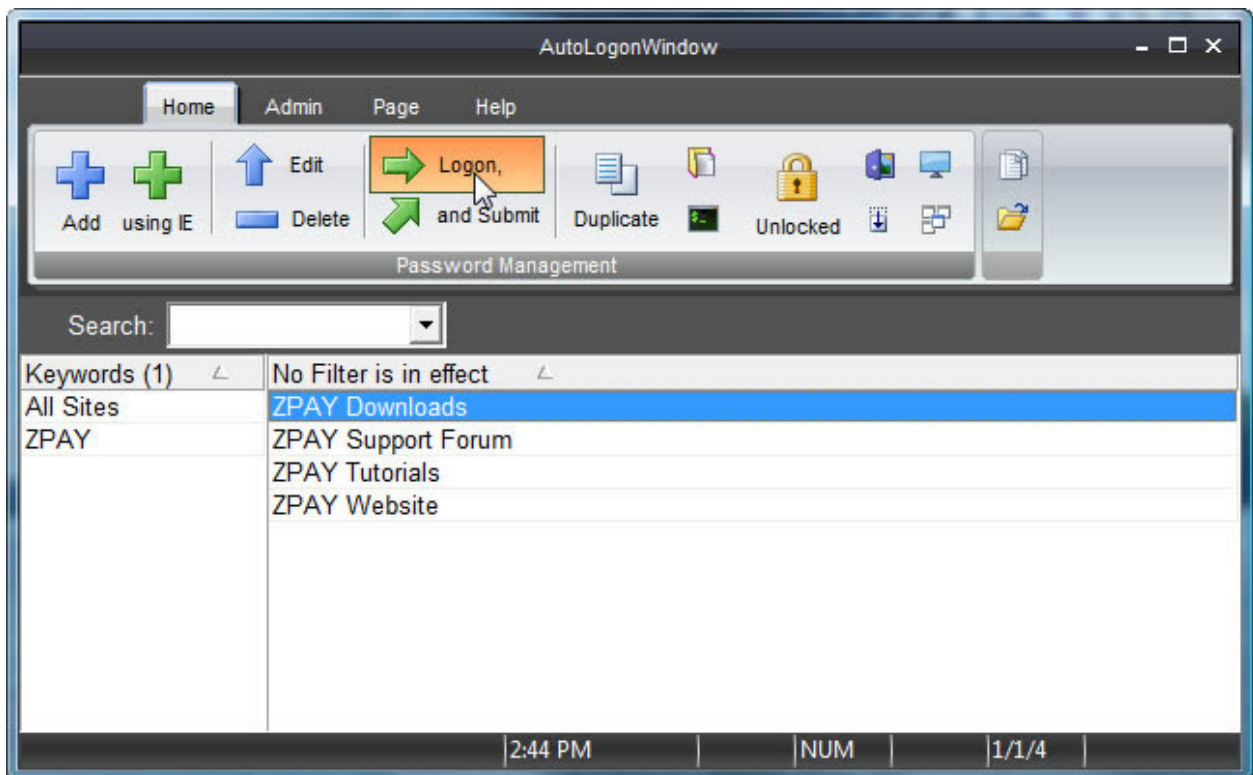 AutoLogonWindow
Home Admin Page Help
Edit Logon,
Add using IE Delete and Submit Duplicate Unlocked
Password Management
Search:
Keywords (1) No Filter is in effect
All Sites ZPAY Downloads
ZPAY ZPAY Support Forum
ZPAY Tutorials
ZPAY Website
2:44 PM NUM 1/1/4